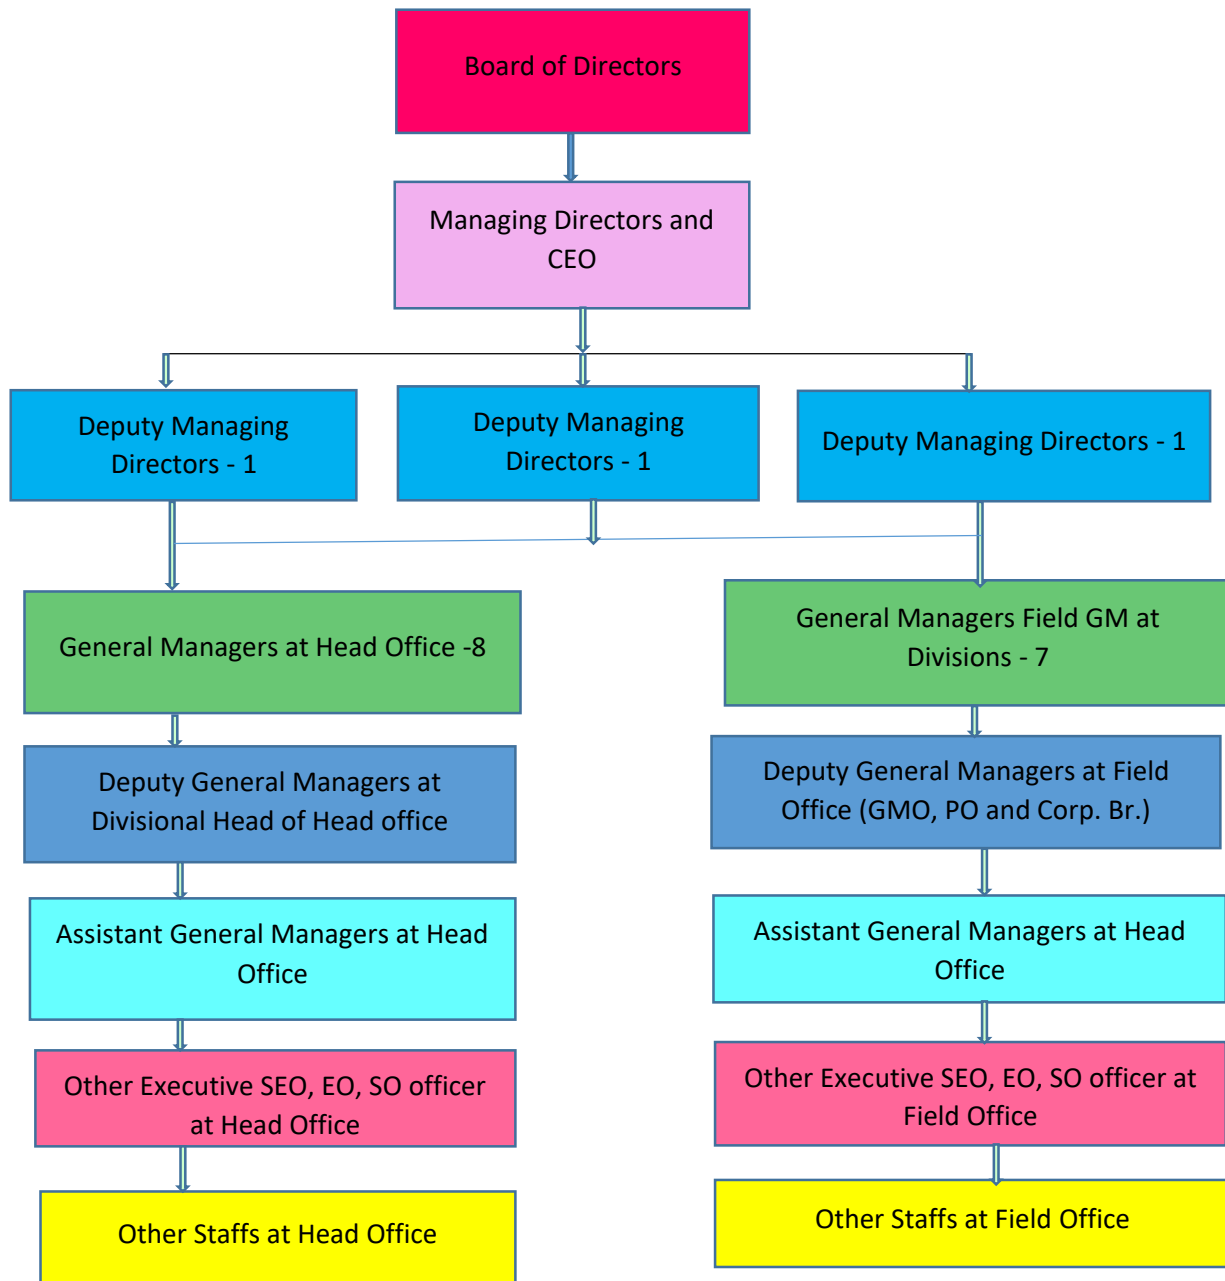 Board of Directors
Managing Directors and
CEO
Deputy Managing
Directors - 1
Deputy Managing
Directors - 1
Deputy Managing Directors - 1
General Managers at Head Office -8
General Managers Field GM at
Divisions - 7
Deputy General Managers at
Divisional Head of Head office
Deputy General Managers at Field
Office (GMO, PO and Corp. Br.)
Assistant General Managers at Head
Office
Assistant General Managers at Head
Office
Other Executive SEO, EO, SO officer
at Head Office
Other Executive SEO, EO, SO officer at
Field Office
Other Staffs at Head Office
Other Staffs at Field Office